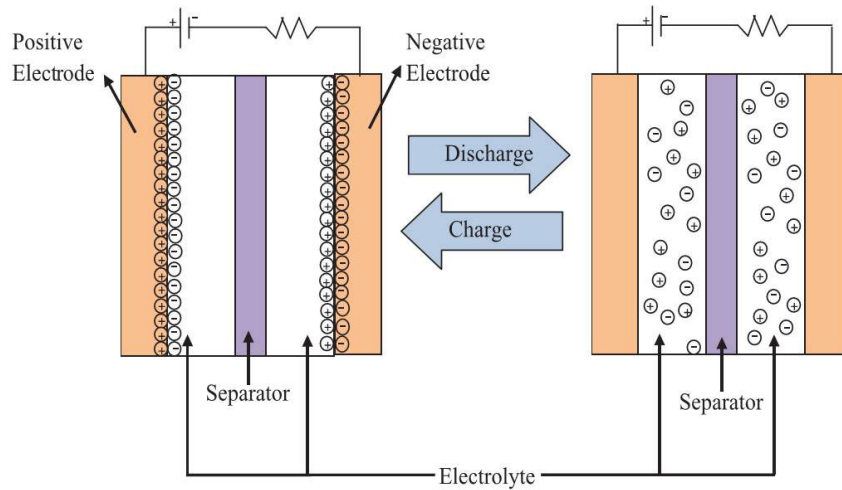 + -
Positive
Electrode
Negative
Electrode
+ -
Discharge
Charge
Separator
Separator
Electrolyte